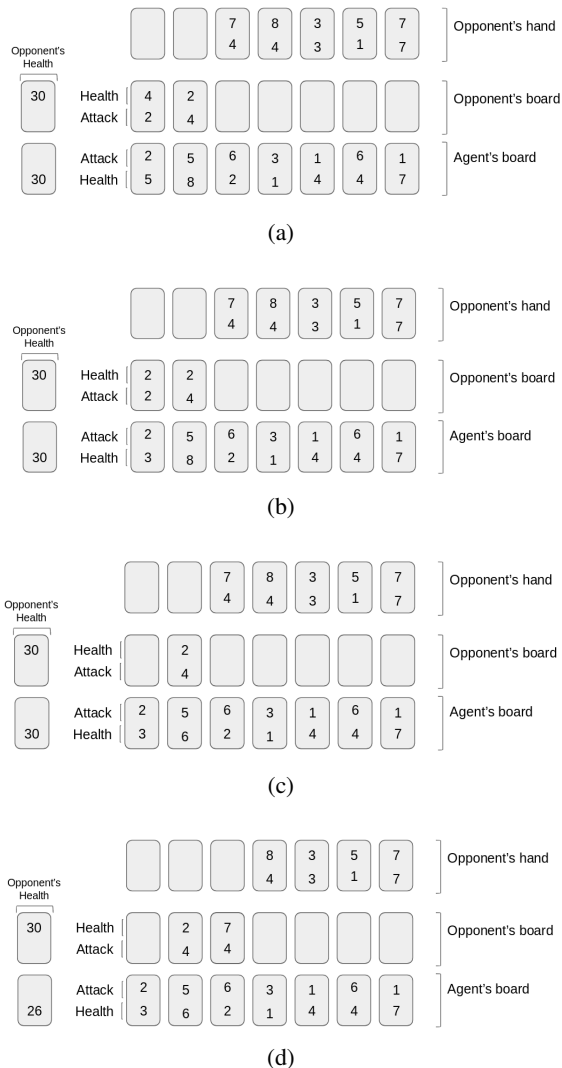 7 8 3 5 7
4 4 3 1 7
Opponent's hand
Opponent's
Health
30
Health 4 2
Attack 2 4
Opponent's board
Attack 2 5 6 3 1 6 1
30
Health 5 8 2 1 4 4 7
Agent's board
(a)
7 8 3 5 7
4 4 3 1 7
Opponent's hand
Opponent's
Health
30
Health 2 2
Attack 2 4
Opponent's board
Attack 2 5 6 3 1 6 1
30
Health 3 8 2 1 4 4 7
Agent's board
(b)
7 8 3 5 7
4 4 3 1 7
Opponent's hand
Opponent's
Health
30
Health 2
Attack 4
Opponent's board
Attack 2 5 6 3 1 6 1
30
Health 3 6 2 1 4 4 7
Agent's board
(c)
8 3 5 7
4 3 1 7
Opponent's hand
Opponent's
Health
30
Health 2 7
Attack 4 4
Opponent's board
Attack 2 5 6 3 1 6 1
26
Health 3 6 2 1 4 4 7
Agent's board
(d)